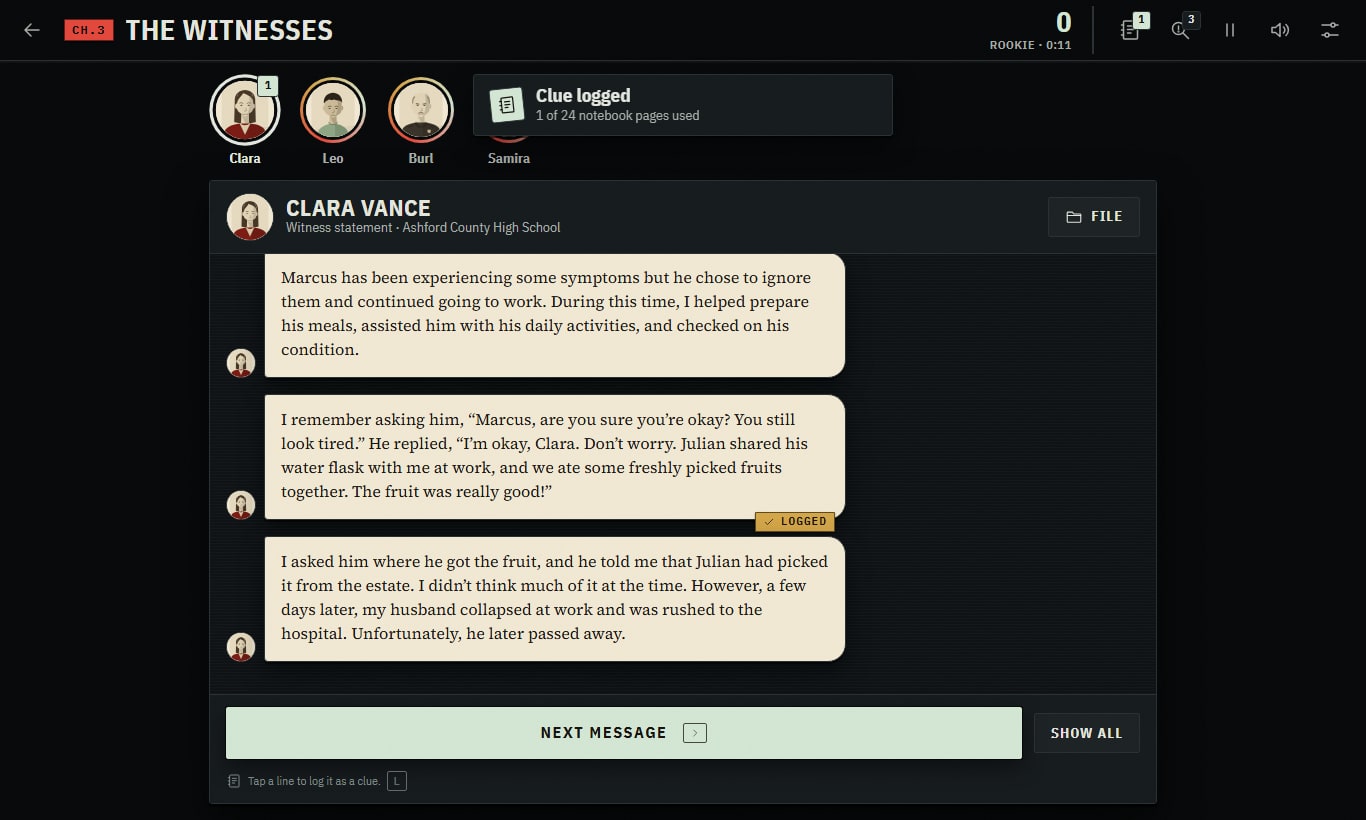 CH.3 THE WITNESSES
0
ROOKIE · 0:11
1
3
1
Clara
Leo
Burl
Samira
Clue logged
1 of 24 notebook pages used
CLARA VANCE
Witness statement · Ashford County High School
FILE
Marcus has been experiencing some symptoms but he chose to ignore
them and continued going to work. During this time, I helped prepare
his meals, assisted him with his daily activities, and checked on his
condition.
I remember asking him, “Marcus, are you sure you’re okay? You still
look tired.” He replied, “I’m okay, Clara. Don’t worry. Julian shared his
water flask with me at work, and we ate some freshly picked fruits
together. The fruit was really good!”
LOGGED
I asked him where he got the fruit, and he told me that Julian had picked
it from the estate. I didn’t think much of it at the time. However, a few
days later, my husband collapsed at work and was rushed to the
hospital. Unfortunately, he later passed away.
NEXT MESSAGE
SHOW ALL
Tap a line to log it as a clue. L